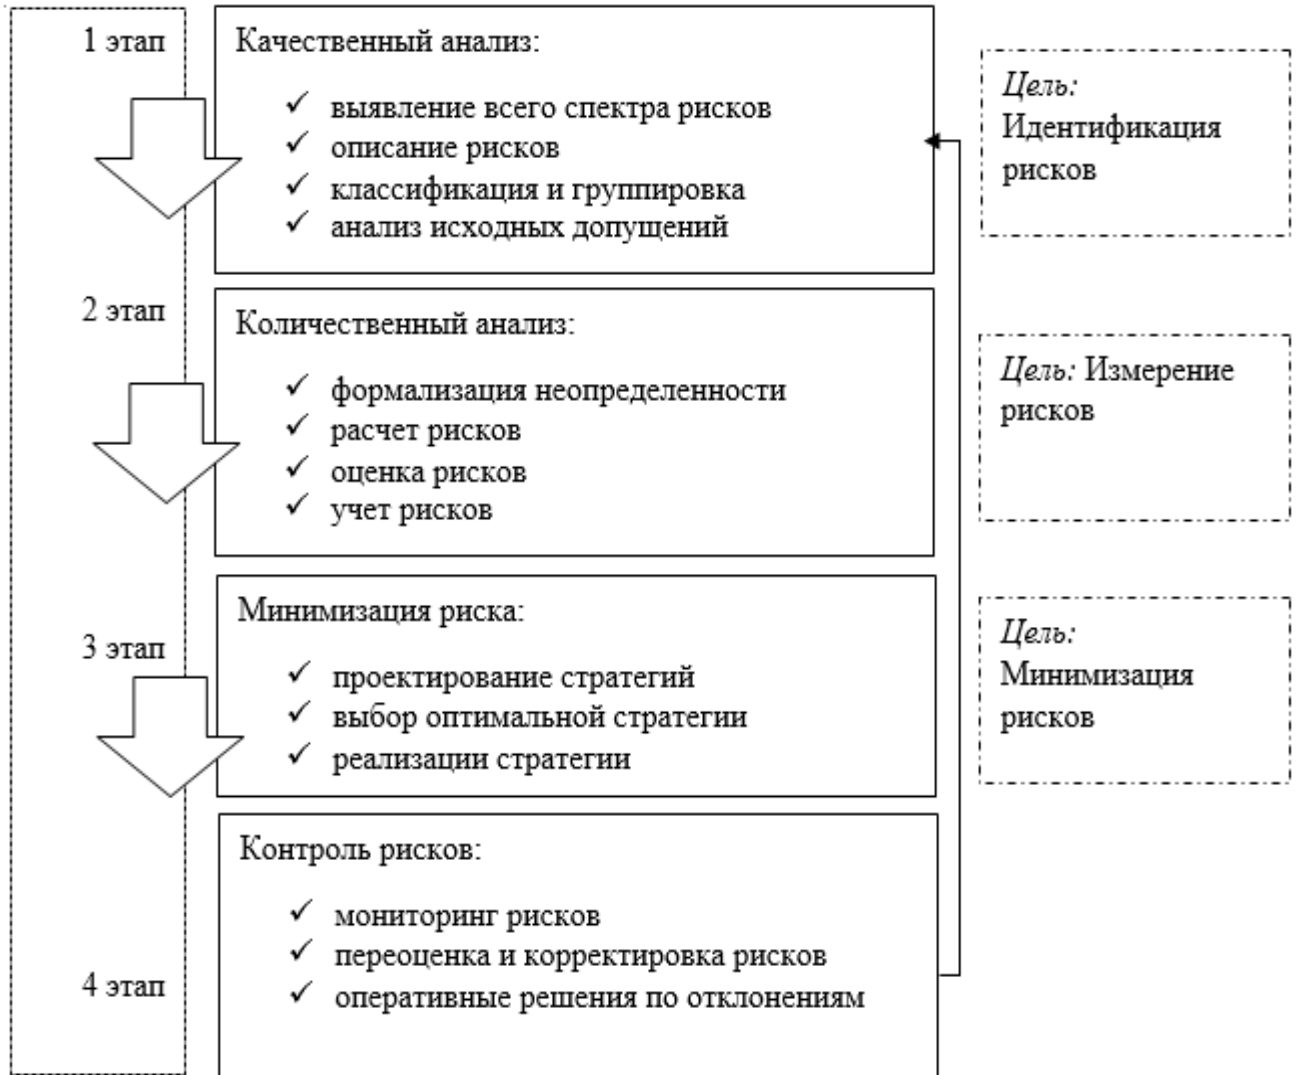 1 этап
Качественный анализ:
✓ выявление всего спектра рисков
✓ описание рисков
✓ классификация и группировка
✓ анализ исходных допущений
Цель:
Идентификация
рисков
2 этап
Количественный анализ:
✓ формализация неопределенности
✓ расчет рисков
✓ оценка рисков
✓ учет рисков
Цель: Измерение
рисков
3 этап
Минимизация риска:
✓ проектирование стратегий
✓ выбор оптимальной стратегии
✓ реализации стратегии
Цель:
Минимизация
рисков
4 этап
Контроль рисков:
✓ мониторинг рисков
✓ переоценка и корректировка рисков
✓ оперативные решения по отклонениям